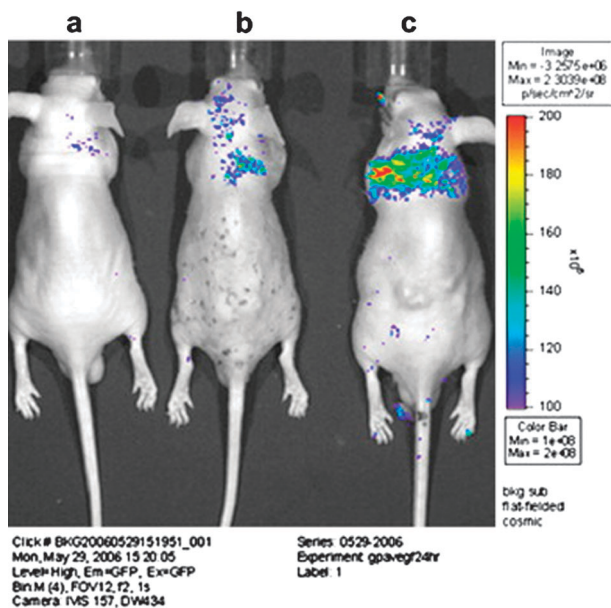 a b c
Image
Min = -3.2575e+06
Max = 2.3039e+08
p/sec/cm^2/sr
200
180
160
x10^6
140
120
100
Color Bar
Min = 1e+08
Max = 2e+08
bkg sub
flat-fielded
cosmic
Click # BKG20060529151951_001
Mon, May 29, 2006 15:20:05
Level=High, Em=GFP, Ex=GFP
Bin:M (4), FOV12, f2, 1s
Camera: IVIS 157, DW434
Series: 0529-2006
Experiment: gpavegf24hr
Label: 1